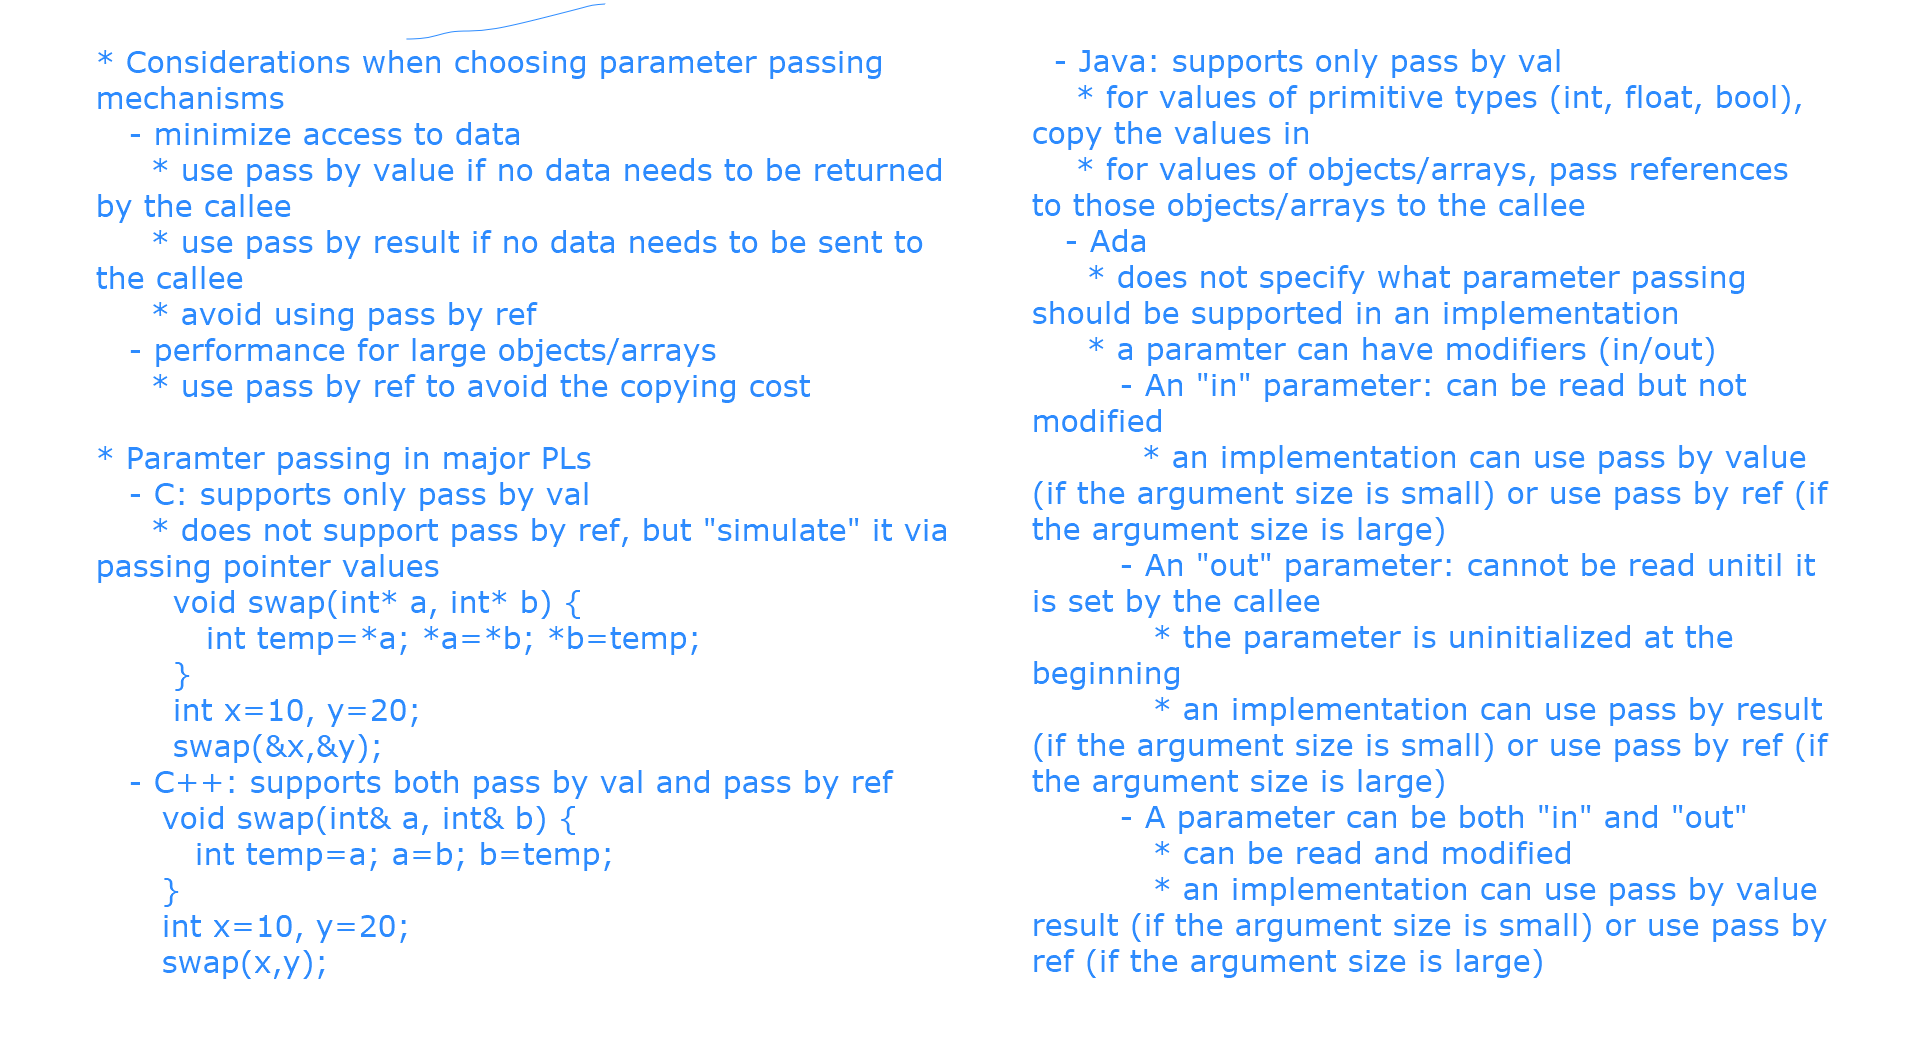 * Considerations when choosing parameter passing
mechanisms
   - minimize access to data
     * use pass by value if no data needs to be returned
by the callee
     * use pass by result if no data needs to be sent to
the callee
     * avoid using pass by ref
   - performance for large objects/arrays
     * use pass by ref to avoid the copying cost

* Paramter passing in major PLs
   - C: supports only pass by val
     * does not support pass by ref, but "simulate" it via
passing pointer values
       void swap(int* a, int* b) {
          int temp=*a; *a=*b; *b=temp;
       }
       int x=10, y=20;
       swap(&x,&y);
   - C++: supports both pass by val and pass by ref
      void swap(int& a, int& b) {
         int temp=a; a=b; b=temp;
      }
      int x=10, y=20;
      swap(x,y);
  - Java: supports only pass by val
    * for values of primitive types (int, float, bool),
copy the values in
    * for values of objects/arrays, pass references
to those objects/arrays to the callee
   - Ada
     * does not specify what parameter passing
should be supported in an implementation
     * a paramter can have modifiers (in/out)
        - An "in" parameter: can be read but not
modified
          * an implementation can use pass by value
(if the argument size is small) or use pass by ref (if
the argument size is large)
        - An "out" parameter: cannot be read unitil it
is set by the callee
           * the parameter is uninitialized at the
beginning
           * an implementation can use pass by result
(if the argument size is small) or use pass by ref (if
the argument size is large)
        - A parameter can be both "in" and "out"
           * can be read and modified
           * an implementation can use pass by value
result (if the argument size is small) or use pass by
ref (if the argument size is large)